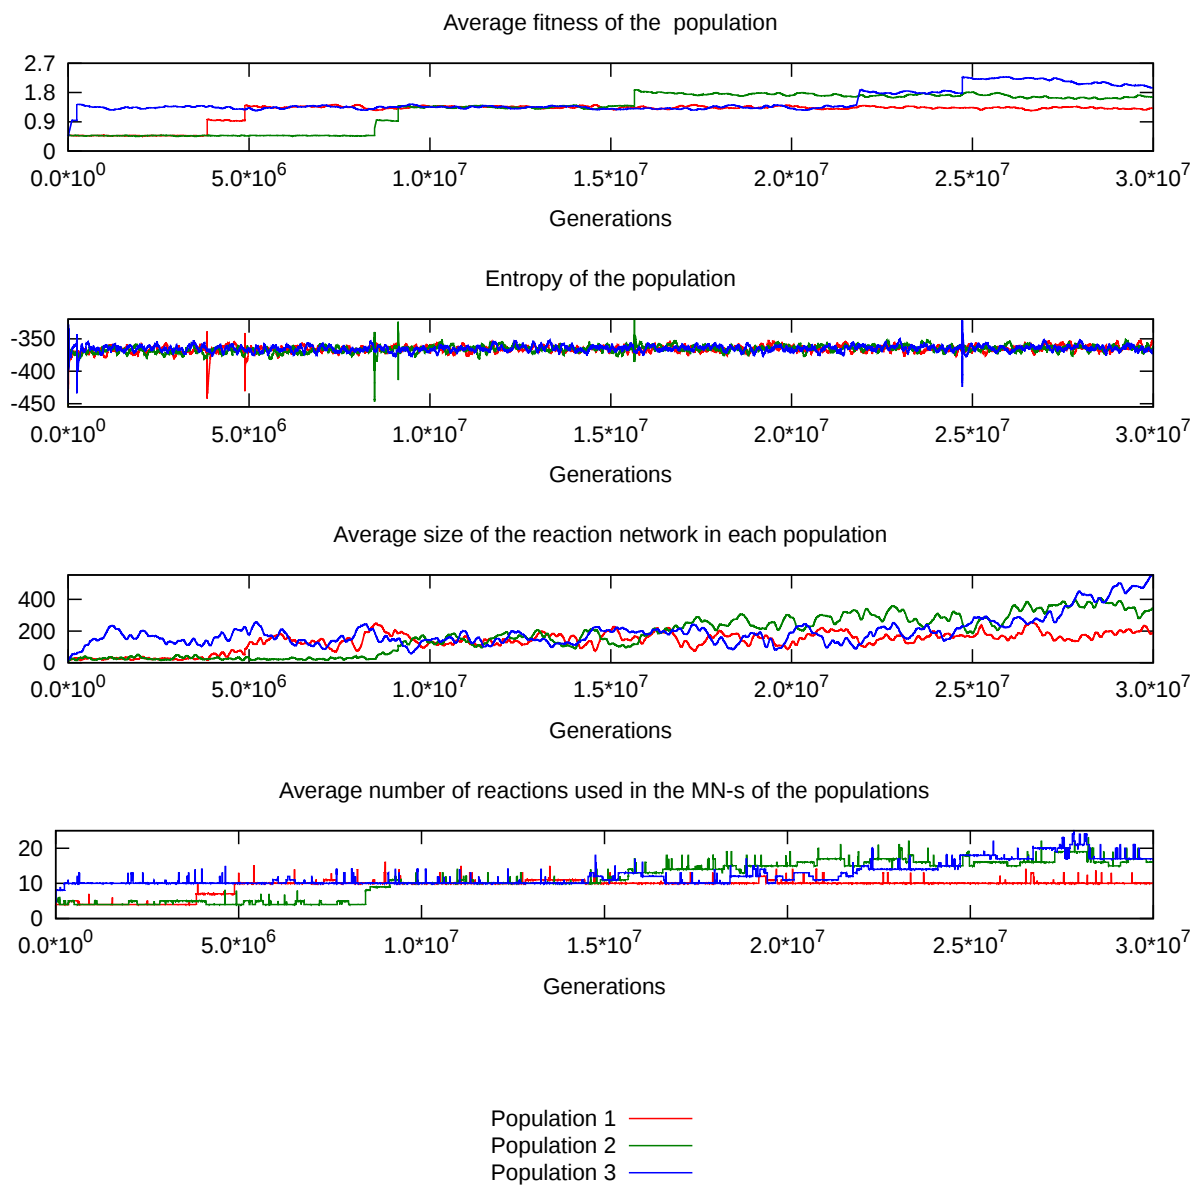 Average fitness of the  population
2.7
1.8
0.9
0
0.0*10^0 5.0*10^6 1.0*10^7 1.5*10^7 2.0*10^7 2.5*10^7 3.0*10^7
Generations
Entropy of the population
-350
-400
-450
0.0*10^0 5.0*10^6 1.0*10^7 1.5*10^7 2.0*10^7 2.5*10^7 3.0*10^7
Generations
Average size of the reaction network in each population
400
200
0
0.0*10^0 5.0*10^6 1.0*10^7 1.5*10^7 2.0*10^7 2.5*10^7 3.0*10^7
Generations
Average number of reactions used in the MN-s of the populations
20
10
0
0.0*10^0 5.0*10^6 1.0*10^7 1.5*10^7 2.0*10^7 2.5*10^7 3.0*10^7
Generations
Population 1
Population 2
Population 3